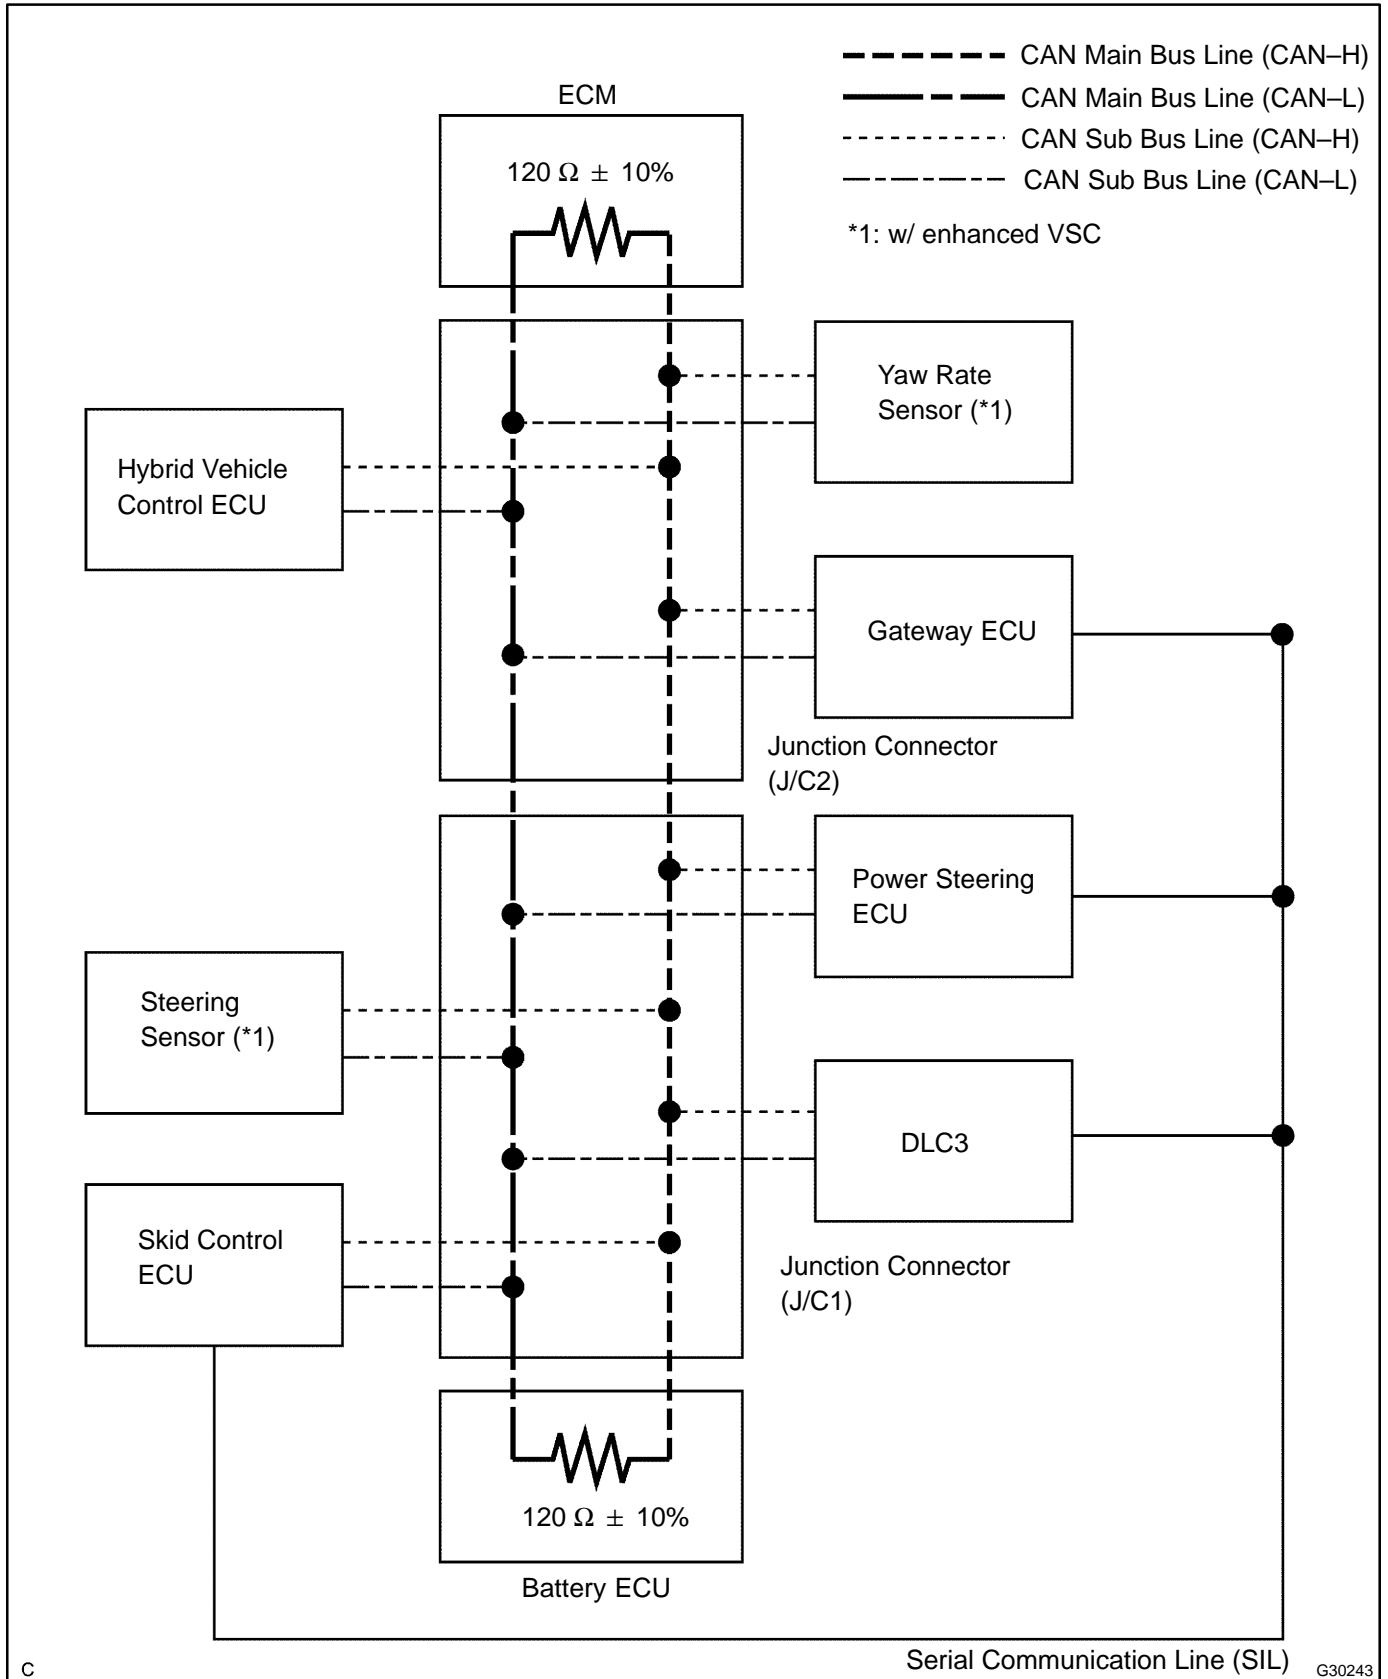 CAN Main Bus Line (CAN–H)
CAN Main Bus Line (CAN–L)
CAN Sub Bus Line (CAN–H)
CAN Sub Bus Line (CAN–L)
*1: w/ enhanced VSC
ECM
120 Ω ± 10%
Yaw Rate
Sensor (*1)
Hybrid Vehicle
Control ECU
Gateway ECU
Junction Connector
(J/C2)
Power Steering
ECU
Steering
Sensor (*1)
DLC3
Skid Control
ECU
Junction Connector
(J/C1)
120 Ω ± 10%
Battery ECU
Serial Communication Line (SIL)
C
G30243